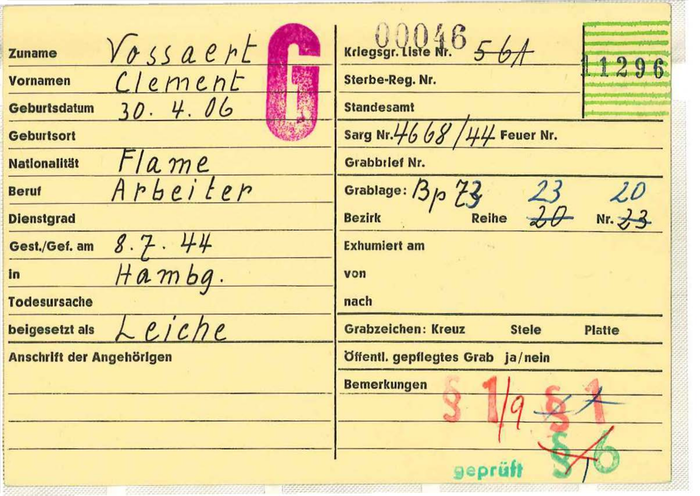 Zuname Vossaert
Vornamen Clement
Geburtsdatum 30. 4. 06
Geburtsort
Nationalität Flame
Beruf Arbeiter
Dienstgrad
Gest./Gef. am 8. 7. 44
in Hambg.
Todesursache
beigesetzt als Leiche
Anschrift der Angehörigen
G
00046
Kriegsgr. Liste Nr. 561
11296
Sterbe-Reg. Nr.
Standesamt
Sarg Nr. 4668/44 Feuer Nr.
Grabbrief Nr.
Grablage: Bp 73 23 20
Bezirk Reihe 20 Nr. 23
Exhumiert am
von
nach
Grabzeichen: Kreuz Stele Platte
Öffentl. gepflegtes Grab ja/nein
Bemerkungen § 1/9 § 1
geprüft § 6